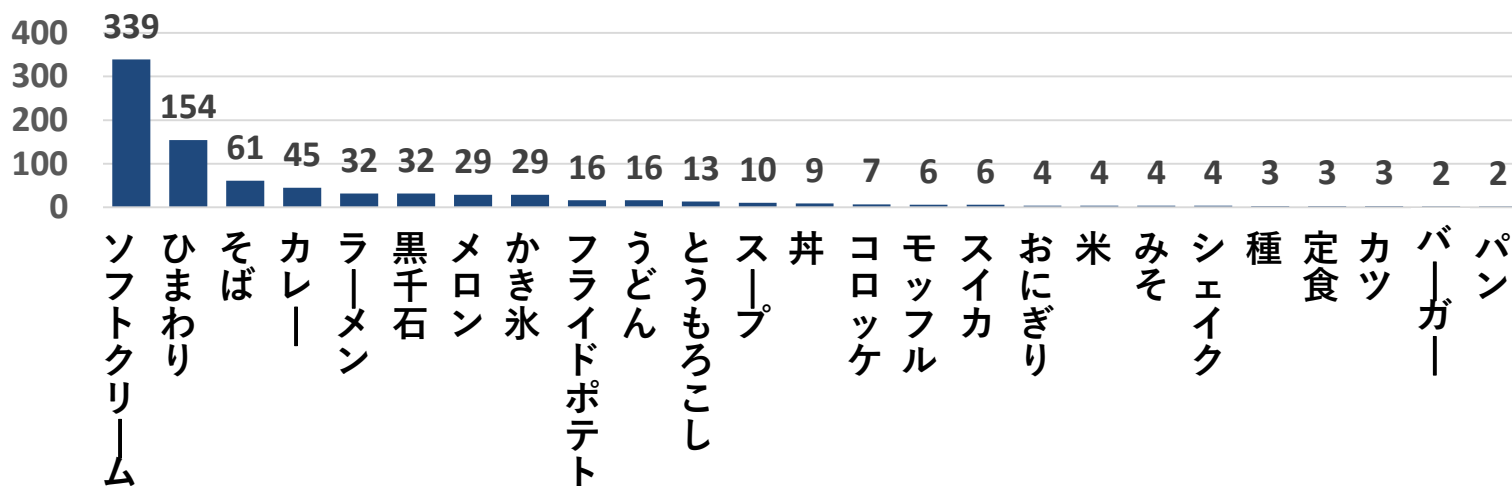 400
300
200
100
0
339
154
61
45
32
32
29
29
16
16
13
10
9
7
6
6
4
4
4
4
3
3
3
2
2
ソフトクリーム
ひまわり
そば
カレー
ラーメン
黒千石
メロン
かき氷
フライドポテト
うどん
とうもろこし
スープ
丼
コロッケ
モッフル
スイカ
おにぎり
米
みそ
シェイク
種
定食
カツ
バーガー
パン